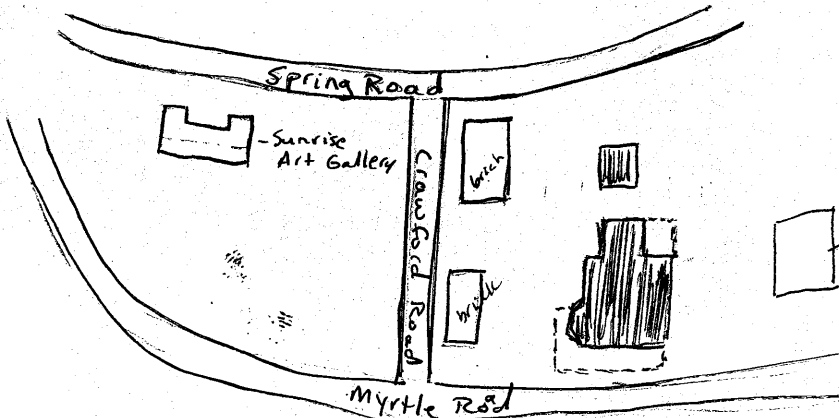 Spring Road
- Sunrise
Art Gallery
Crawford Road
brick
brick
Myrtle Road